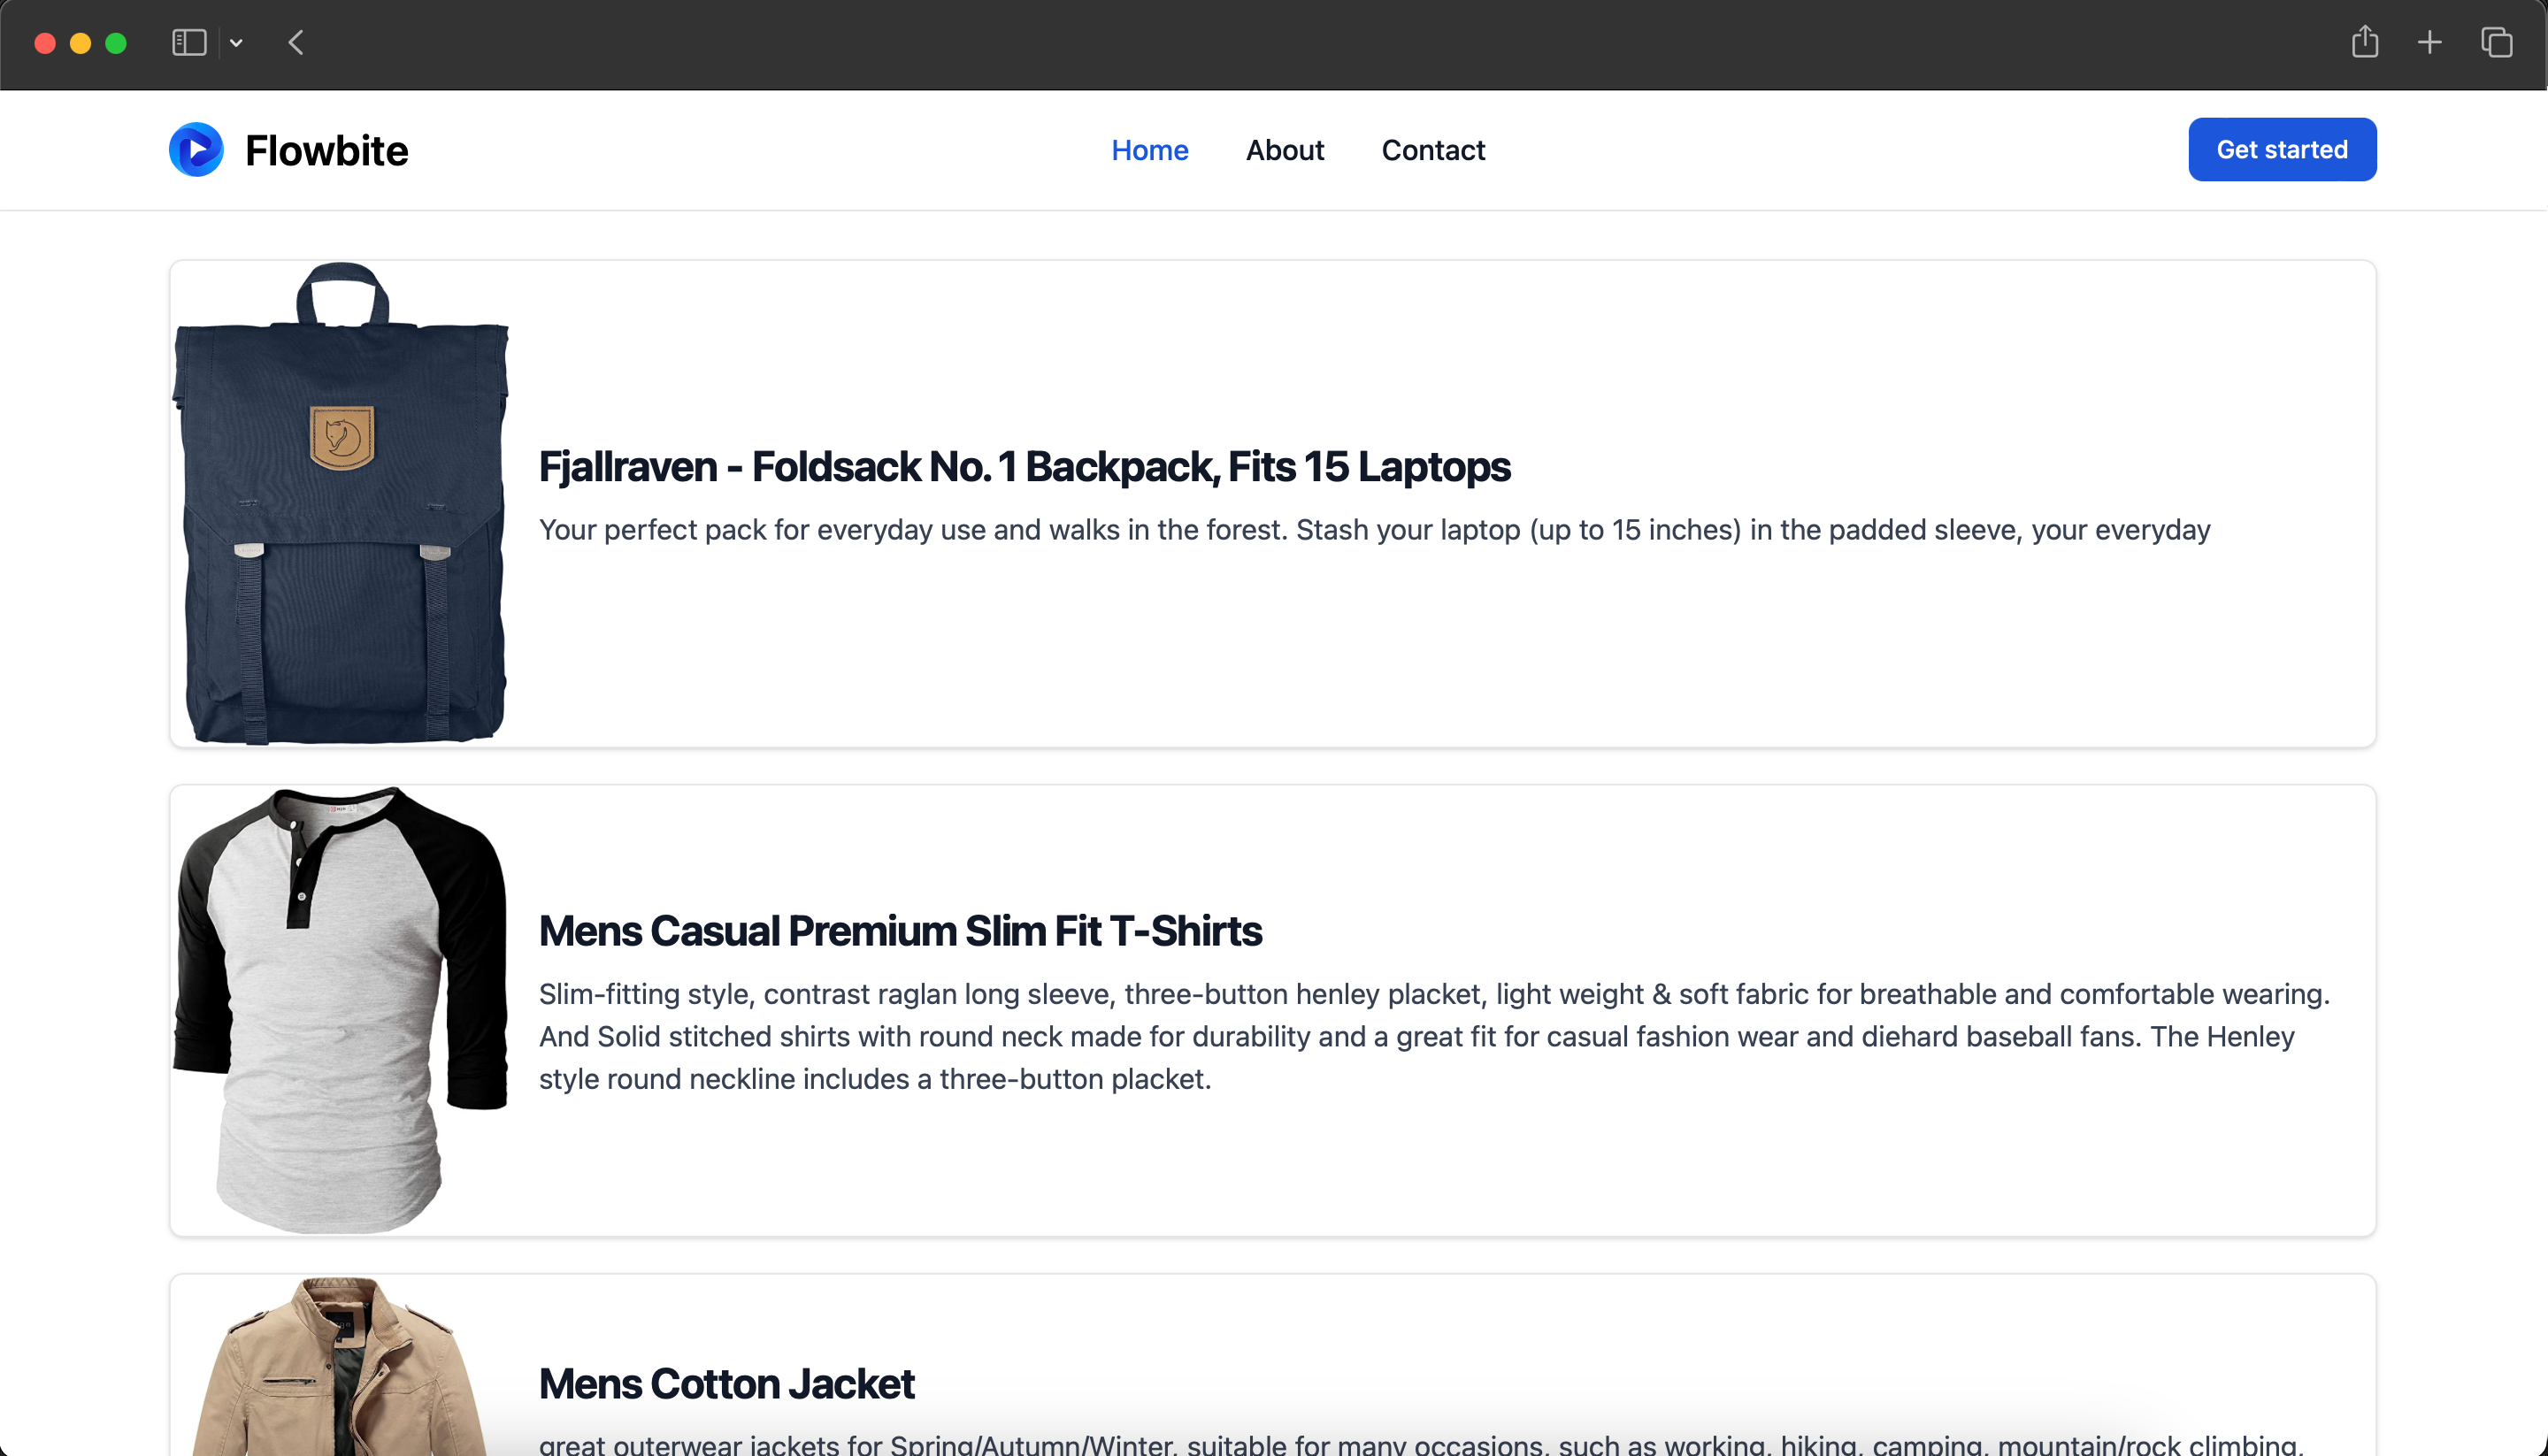 Flowbite
Home
About
Contact
Get started
Fjallraven - Foldsack No. 1 Backpack, Fits 15 Laptops
Your perfect pack for everyday use and walks in the forest. Stash your laptop (up to 15 inches) in the padded sleeve, your everyday
Mens Casual Premium Slim Fit T-Shirts
Slim-fitting style, contrast raglan long sleeve, three-button henley placket, light weight & soft fabric for breathable and comfortable wearing.
And Solid stitched shirts with round neck made for durability and a great fit for casual fashion wear and diehard baseball fans. The Henley
style round neckline includes a three-button placket.
Mens Cotton Jacket
great outerwear jackets for Spring/Autumn/Winter, suitable for many occasions, such as working, hiking, camping, mountain/rock climbing,